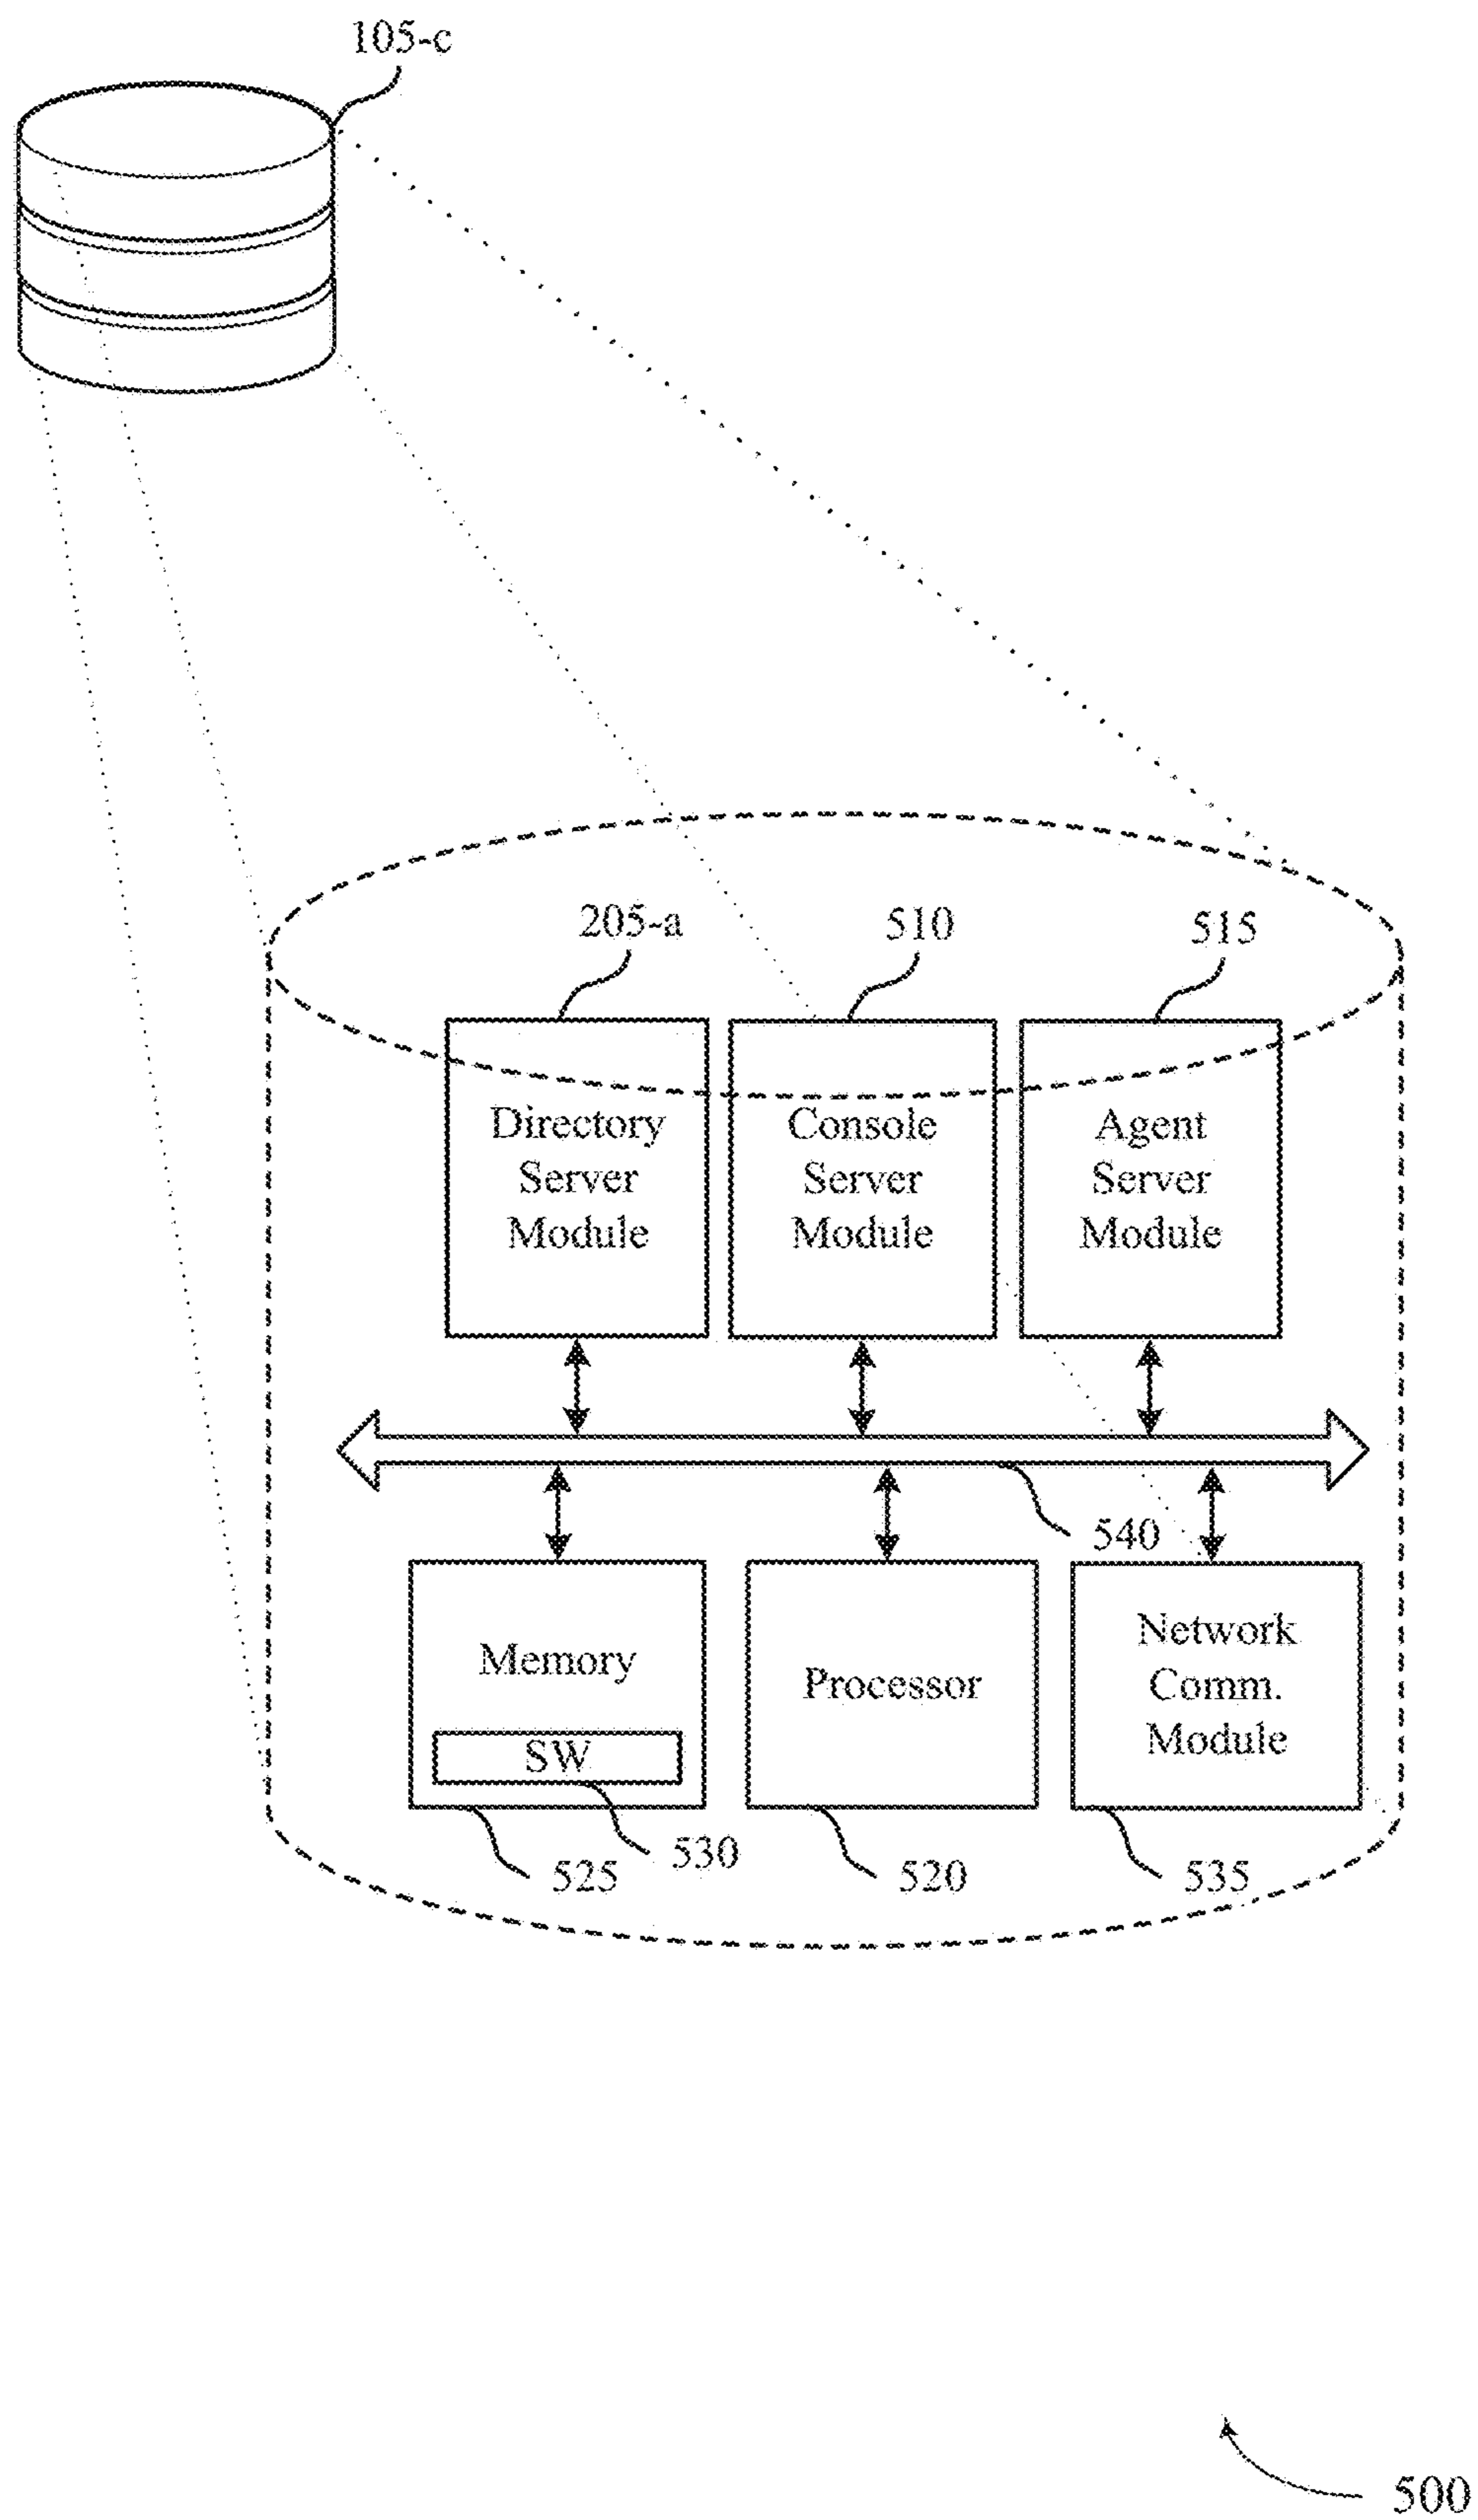 105-c
205-a
510
515
Directory
Server
Module
Console
Server
Module
Agent
Server
Module
540
Memory
SW
Processor
Network
Comm.
Module
525
530
520
535
500